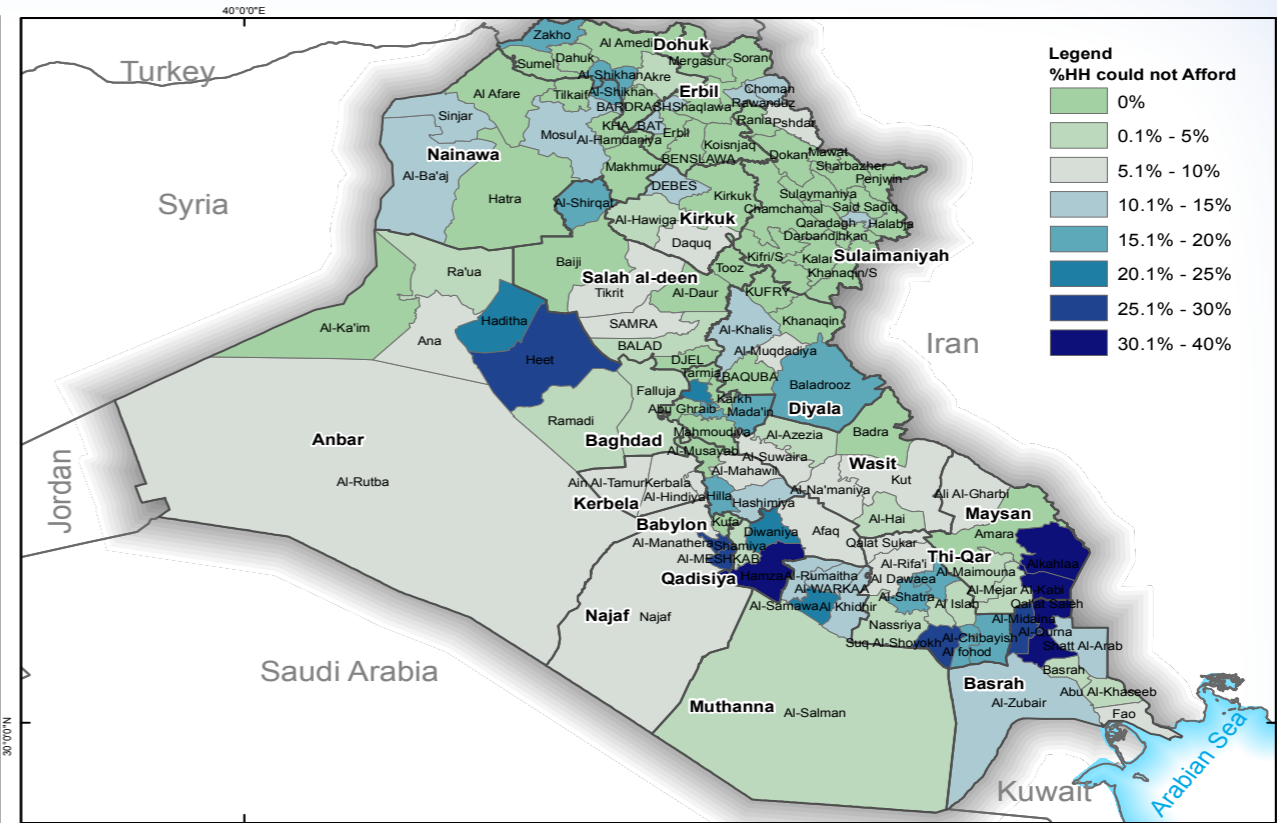 40°0'0"E
Turkey
Syria
Jordan
Saudi Arabia
Iran
Kuwait
Arabian Sea
30°0'0"N
Legend
%HH could not Afford
0%
0.1% - 5%
5.1% - 10%
10.1% - 15%
15.1% - 20%
20.1% - 25%
25.1% - 30%
30.1% - 40%
Zakho
Al Amedi
Dohuk
Sumel
Dahuk
Mergasur
Soran
Al-Shikhan
Akre
Al Afare
Tilkaif
Al-Shikhan
Erbil
Choman
BARDRASH
Shaqlawa
Rawanduz
Sinjar
Mosul
Al-Hamdaniya
KHA_BAT
Erbil
Rania
Pshdar
Nainawa
Koisnjaq
BENSLAWA
Makhmur
Dokan
Mawat
Sharbazher
Penjwin
Al-Ba'aj
Hatra
DEBES
Kirkuk
Sulaymaniya
Al-Shirqat
Chamchamal
Said Sadiq
Al-Hawiga
Kirkuk
Qaradagh
Halabja
Darbandihkan
Daquq
Kifri/S
Kalar
Sulaimaniyah
Khanaqin/S
Baiji
Tooz
Ra'ua
Salah al-deen
Tikrit
Al-Daur
KUFRY
Al-Ka'im
Ana
Haditha
SAMRA
Al-Khalis
Khanaqin
BALAD
Al-Muqdadiya
Heet
DJEL
Tarmia
BAQUBA
Baladrooz
Falluja
Karkh
Abu Ghraib
Mada'in
Diyala
Ramadi
Baghdad
Mahmoudiya
Al-Azezia
Badra
Anbar
Al-Musayab
Al-Suwaira
Wasit
Al-Rutba
Ain Al-Tamur
Kerbala
Al-Mahawil
Kut
Al-Hindiya
Hilla
Al-Na'maniya
Ali Al-Gharbi
Kerbela
Hashimiya
Maysan
Babylon
Kufa
Diwaniya
Afaq
Al-Hai
Amara
Al-Manathera
Shamiya
Qalat Sukar
Al-MESHKAB
Thi-Qar
Alkahlaa
Qadisiya
Hamza
Al-Rumaitha
Al-Rifa'i
Al-Maimouna
Al-WARKAA
Al Dawaea
Al-Mejar Al-Kabi
Al-Samawa
Al Khidhir
Al-Shatra
Al Islah
Qal'at Saleh
Najaf
Najaf
Nassriya
Al-Midaina
Al-Qurna
Suq Al-Shoyokh
Al-Chibayish
Al fohod
Shatt Al-Arab
Basrah
Basrah
Muthanna
Al-Salman
Al-Zubair
Abu Al-Khaseeb
Fao